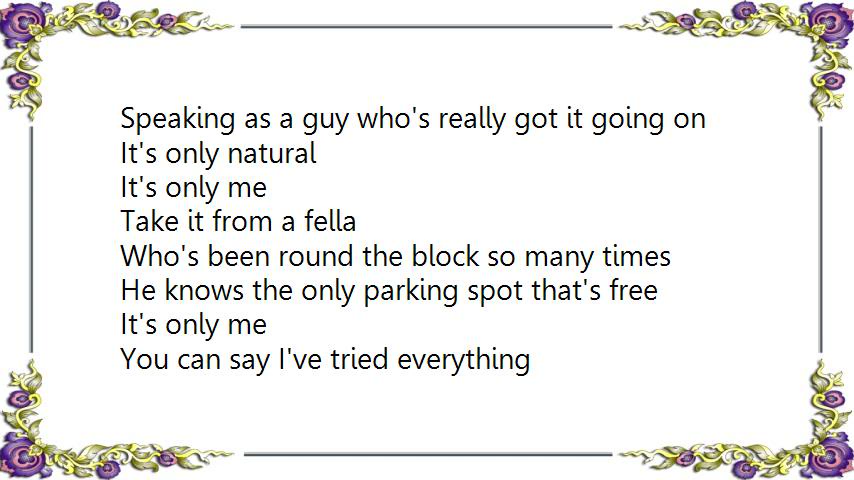 Speaking as a guy who's really got it going on
It's only natural
It's only me
Take it from a fella
Who's been round the block so many times
He knows the only parking spot that's free
It's only me
You can say I've tried everything